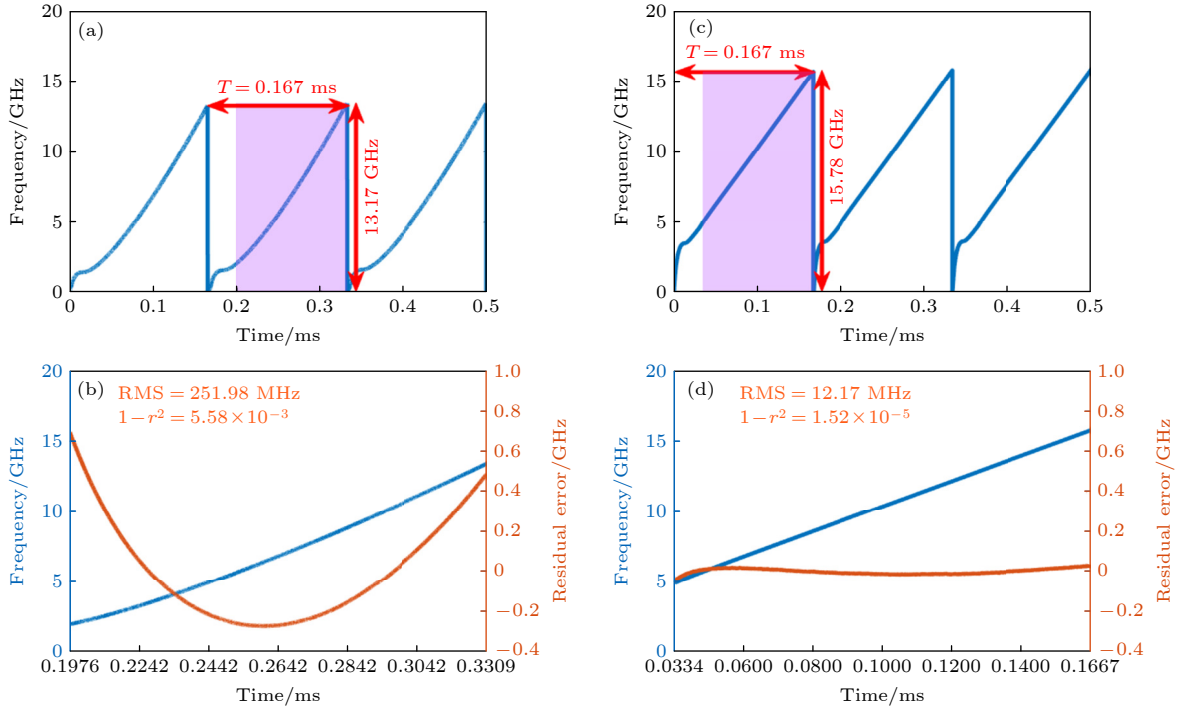 (a)
Frequency/GHz
20
15
10
5
0
T = 0.167 ms
13.17 GHz
0 0.1 0.2 0.3 0.4 0.5
Time/ms
(c)
Frequency/GHz
20
15
10
5
0
T = 0.167 ms
15.78 GHz
0 0.1 0.2 0.3 0.4 0.5
Time/ms
(b)
RMS = 251.98 MHz
1−r² = 5.58×10⁻³
Frequency/GHz
20
15
10
5
0
1.0
0.8
0.6
0.4
0.2
0
−0.2
−0.4
Residual error/GHz
0.1976 0.2242 0.2442 0.2642 0.2842 0.3042 0.3309
Time/ms
(d)
RMS = 12.17 MHz
1−r² = 1.52×10⁻⁵
Frequency/GHz
20
15
10
5
0
1.0
0.8
0.6
0.4
0.2
0
−0.2
−0.4
Residual error/GHz
0.0334 0.0600 0.0800 0.1000 0.1200 0.1400 0.1667
Time/ms